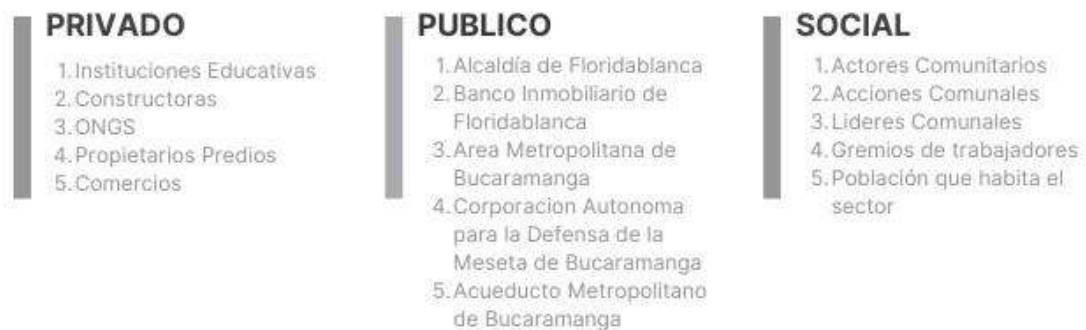 PRIVADO
1. Instituciones Educativas
2. Constructoras
3. ONGS
4. Propietarios Predios
5. Comercios
PUBLICO
1. Alcaldía de Floridablanca
2. Banco Inmobiliario de
Floridablanca
3. Area Metropolitana de
Bucaramanga
4. Corporacion Autonoma
para la Defensa de la
Meseta de Bucaramanga
5. Acueducto Metropolitano
de Bucaramanga
SOCIAL
1. Actores Comunitarios
2. Acciones Comunales
3. Lideres Comunales
4. Gremios de trabajadores
5. Población que habita el
sector